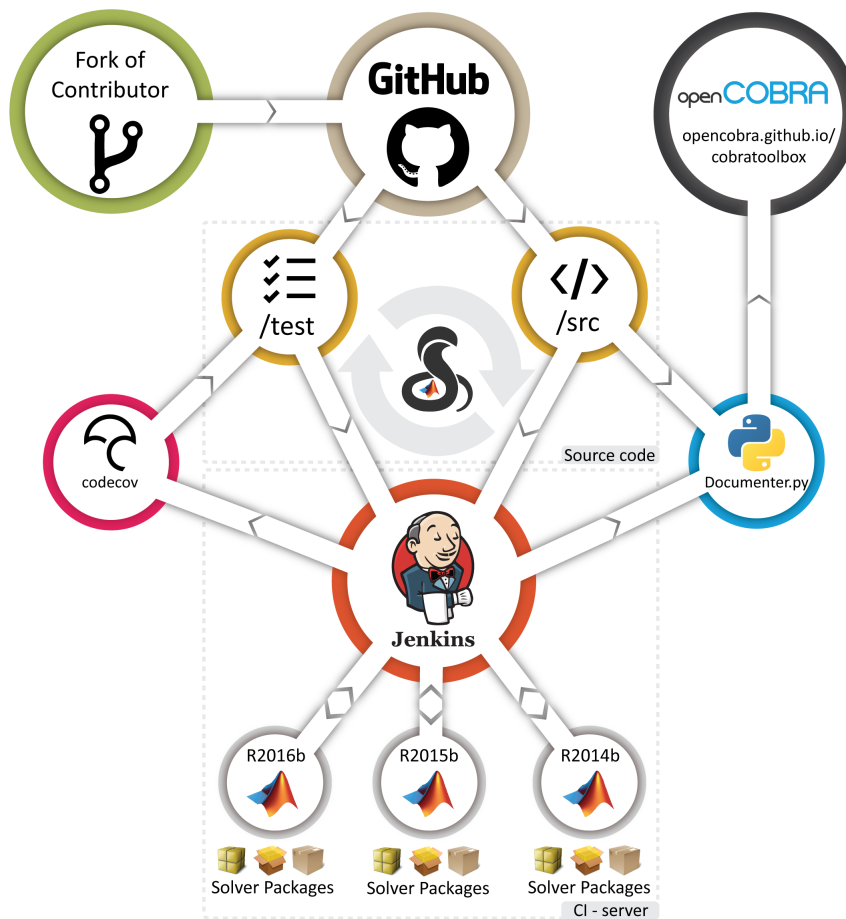 Fork of
Contributor
GitHub
openCOBRA
opencobra.github.io/
cobratoolbox
/test
</>
/src
Source code
codecov
Documenter.py
Jenkins
R2016b
R2015b
R2014b
Solver Packages
Solver Packages
Solver Packages
CI - server